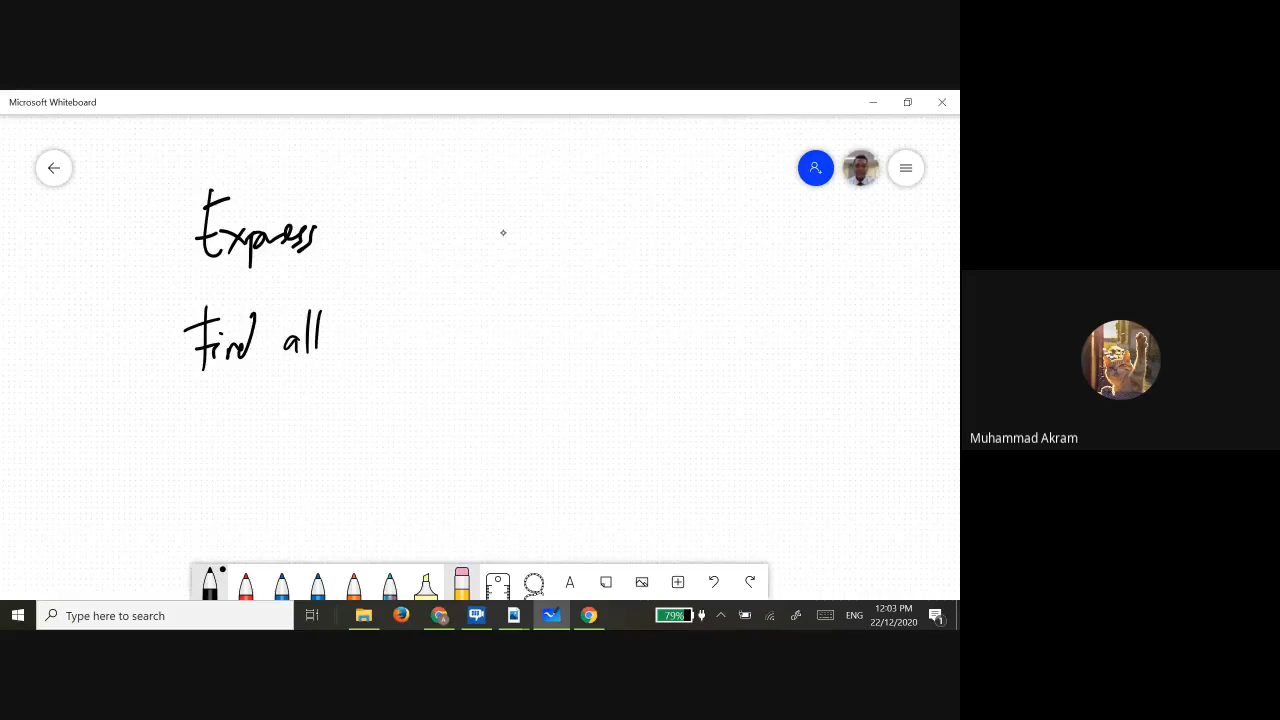 Microsoft Whiteboard
Express
Find all
Muhammad Akram
A
Type here to search
79%
ENG
12:03 PM
22/12/2020
1